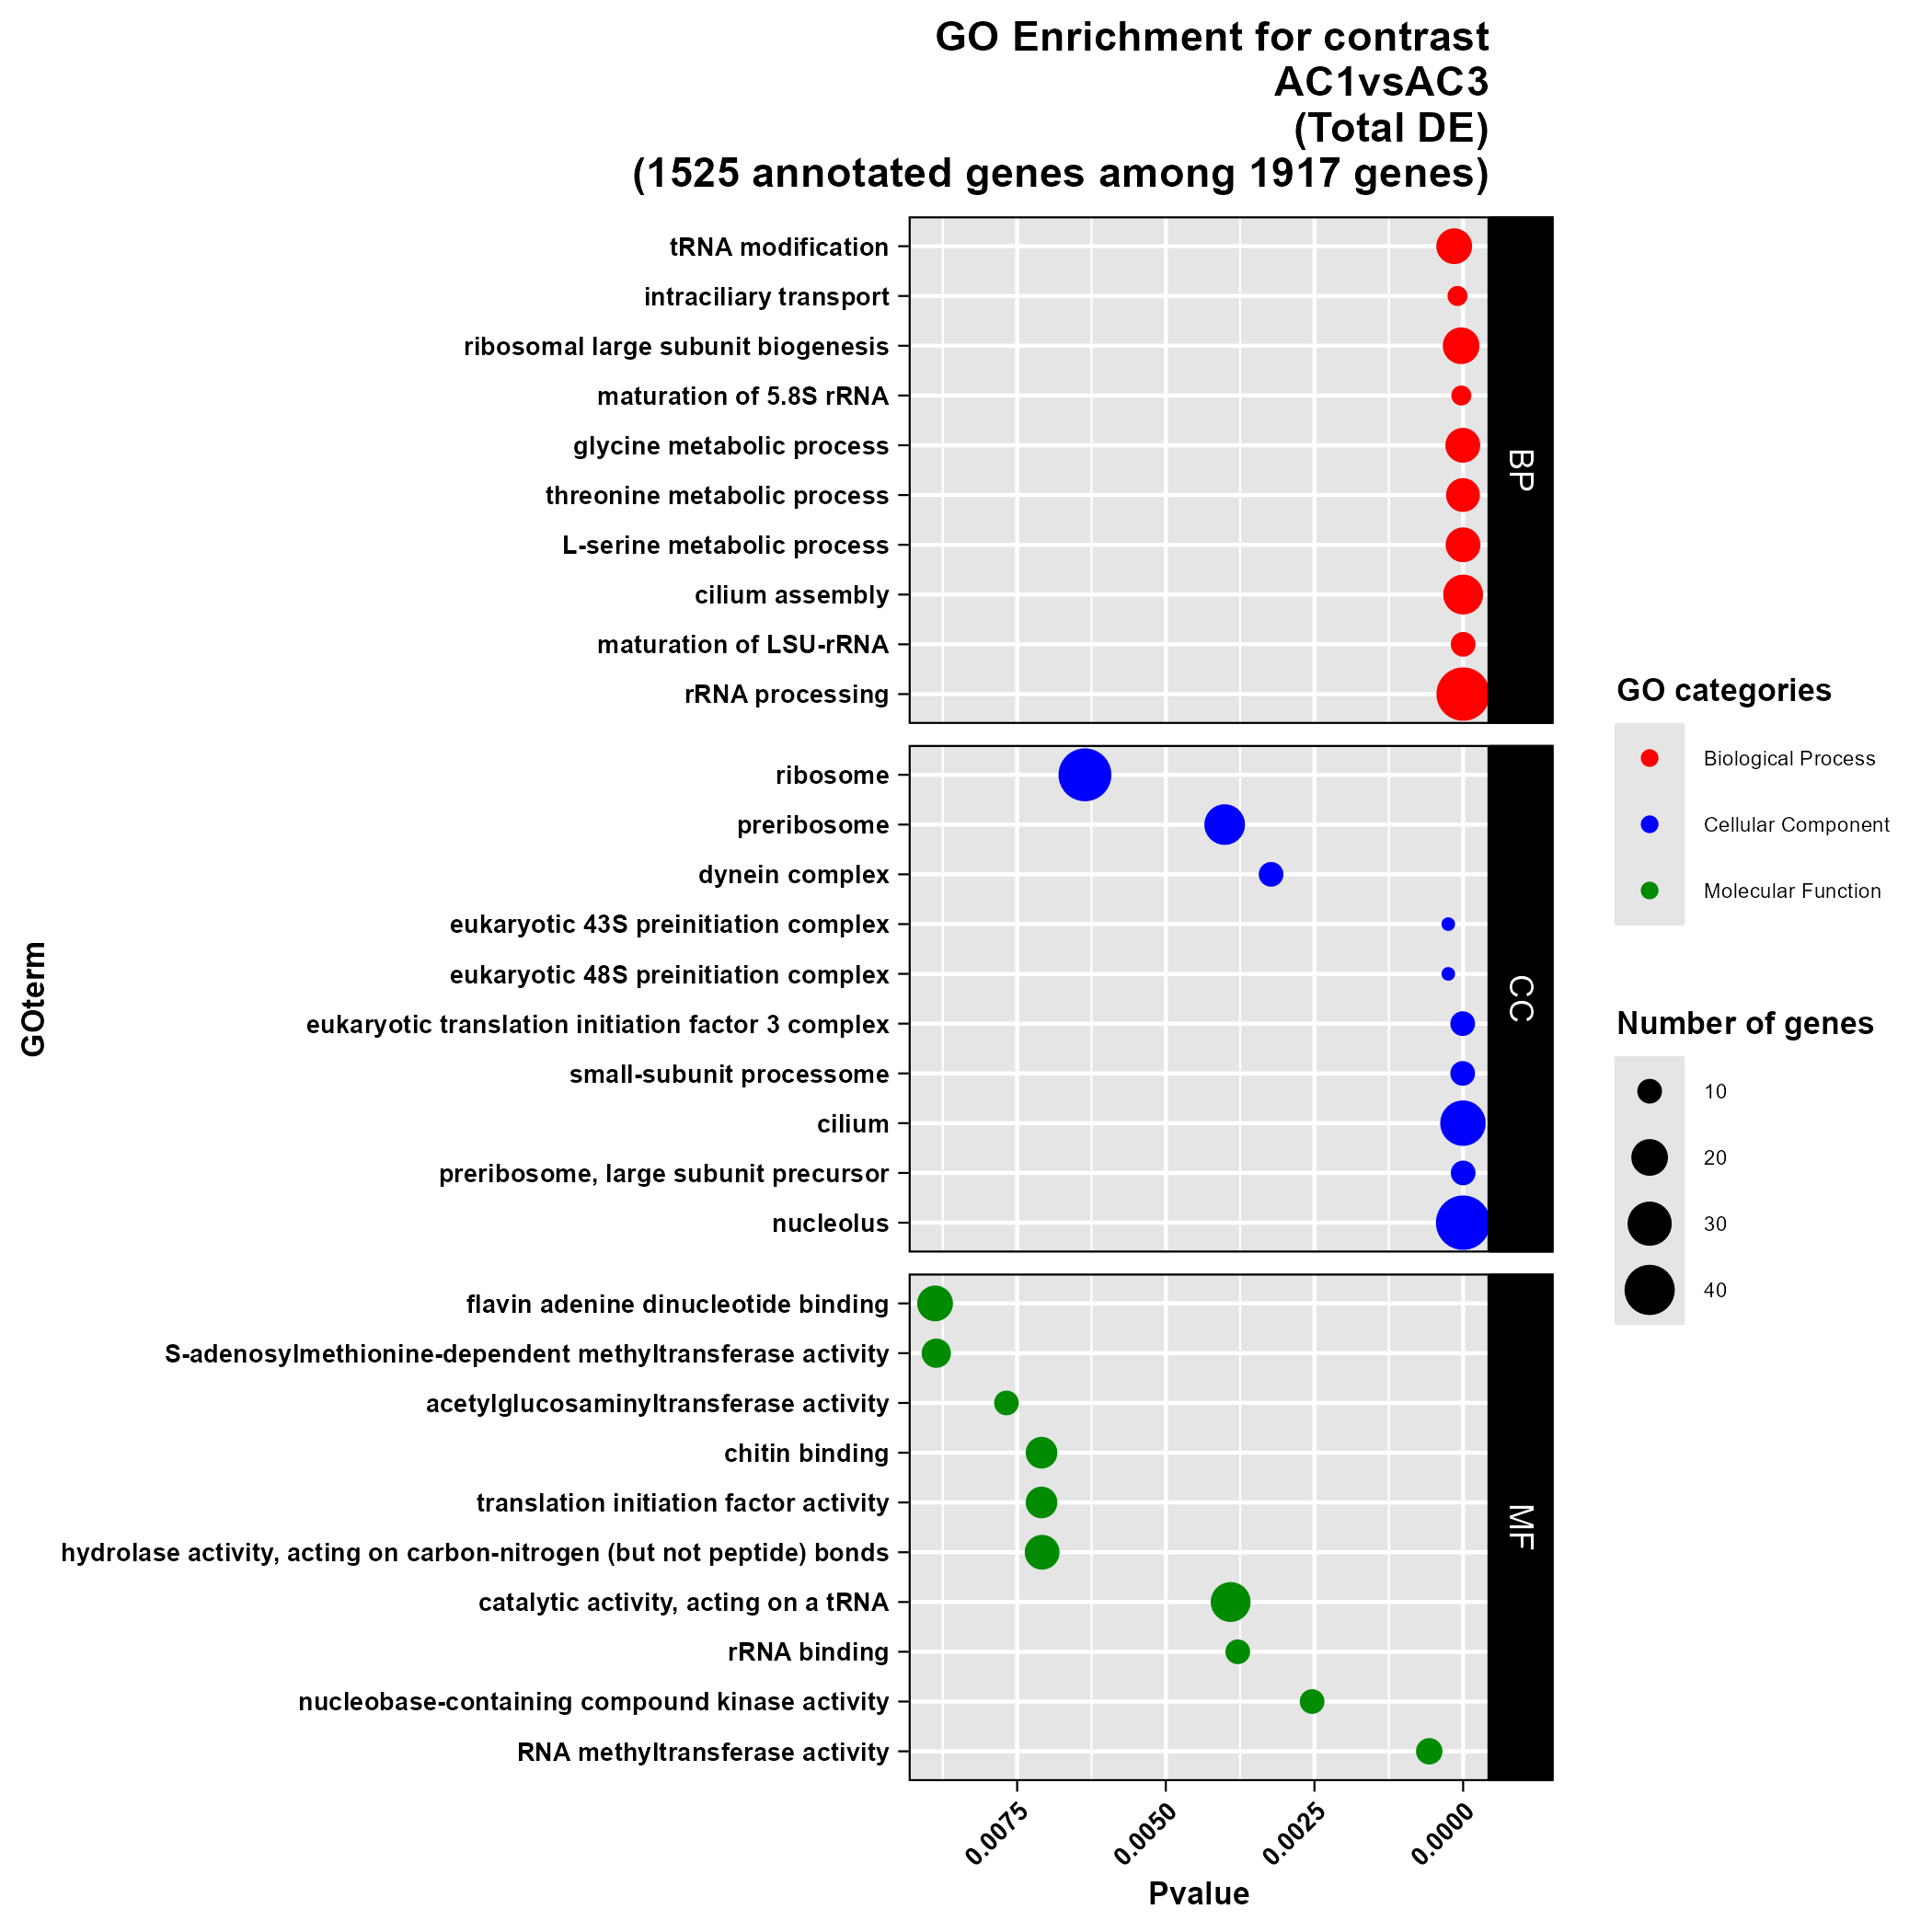 GO Enrichment for contrast
AC1vsAC3
(Total DE)
(1525 annotated genes among 1917 genes)
tRNA modification
intraciliary transport
ribosomal large subunit biogenesis
maturation of 5.8S rRNA
glycine metabolic process
threonine metabolic process
L-serine metabolic process
cilium assembly
maturation of LSU-rRNA
rRNA processing
BP
ribosome
preribosome
dynein complex
eukaryotic 43S preinitiation complex
eukaryotic 48S preinitiation complex
eukaryotic translation initiation factor 3 complex
small-subunit processome
cilium
preribosome, large subunit precursor
nucleolus
CC
flavin adenine dinucleotide binding
S-adenosylmethionine-dependent methyltransferase activity
acetylglucosaminyltransferase activity
chitin binding
translation initiation factor activity
hydrolase activity, acting on carbon-nitrogen (but not peptide) bonds
catalytic activity, acting on a tRNA
rRNA binding
nucleobase-containing compound kinase activity
RNA methyltransferase activity
MF
0.0075
0.0050
0.0025
0.0000
Pvalue
GOterm
GO categories
Biological Process
Cellular Component
Molecular Function
Number of genes
10
20
30
40